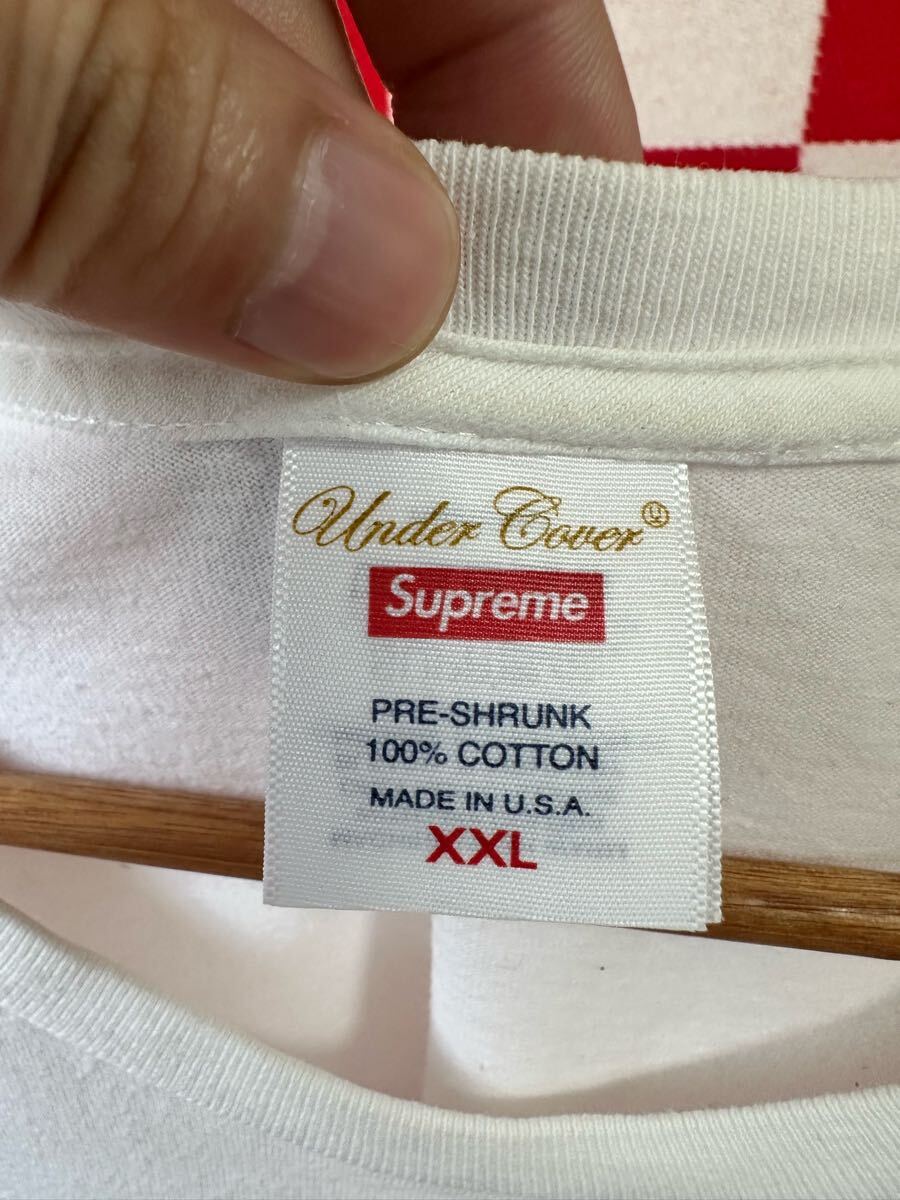 Under Cover Ⓤ
Supreme
PRE-SHRUNK
100% COTTON
MADE IN U.S.A.
XXL